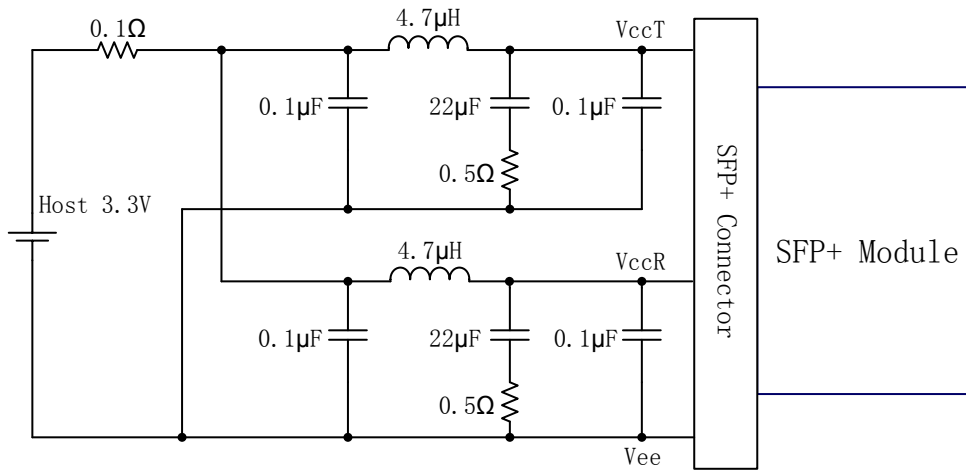 0.1Ω
4.7μH
VccT
0.1μF
22μF
0.1μF
0.5Ω
Host 3.3V
SFP+ Connector
SFP+ Module
4.7μH
VccR
0.1μF
22μF
0.1μF
0.5Ω
Vee